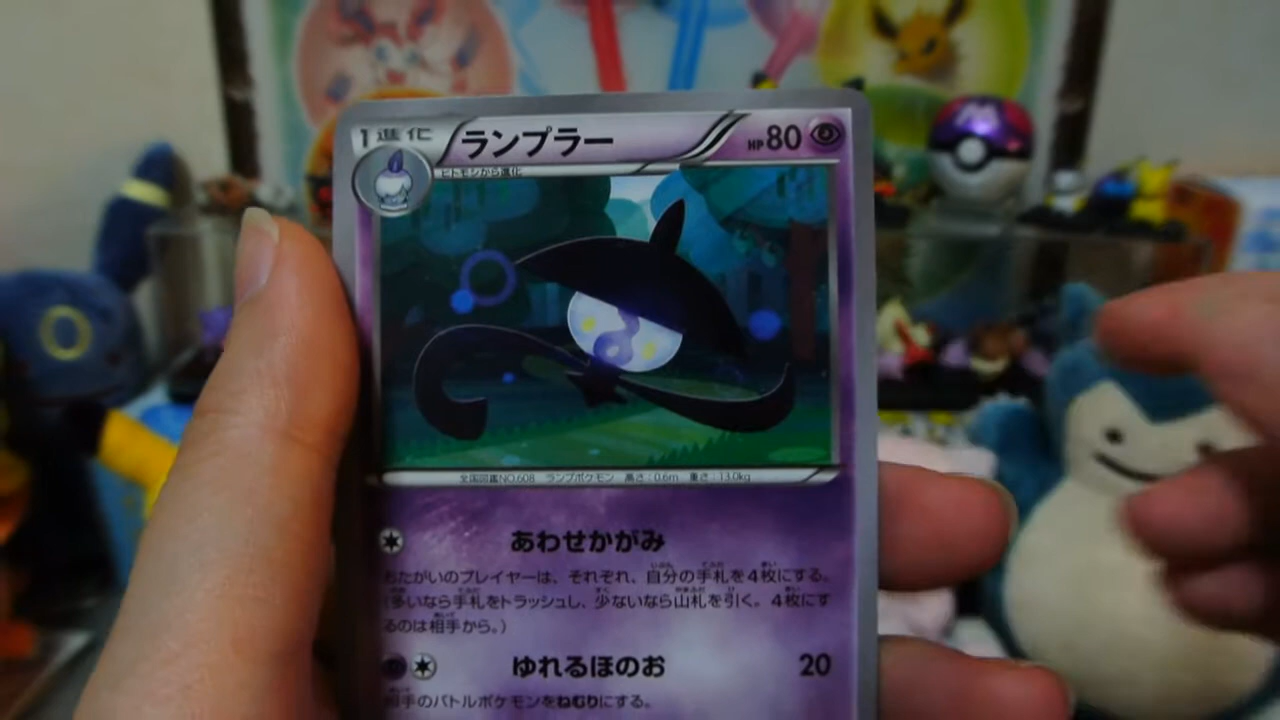 1進化 ランプラー HP80
ヒトモシから進化
全国図鑑NO.608 ランプポケモン 高さ:0.6m 重さ:13.0kg
あわせかがみ
おたがいのプレイヤーは、それぞれ、自分の手札を4枚にする。
(多いなら手札をトラッシュし、少ないなら山札を引く。4枚にす
るのは相手から。)
ゆれるほのお 20
相手のバトルポケモンをねむりにする。